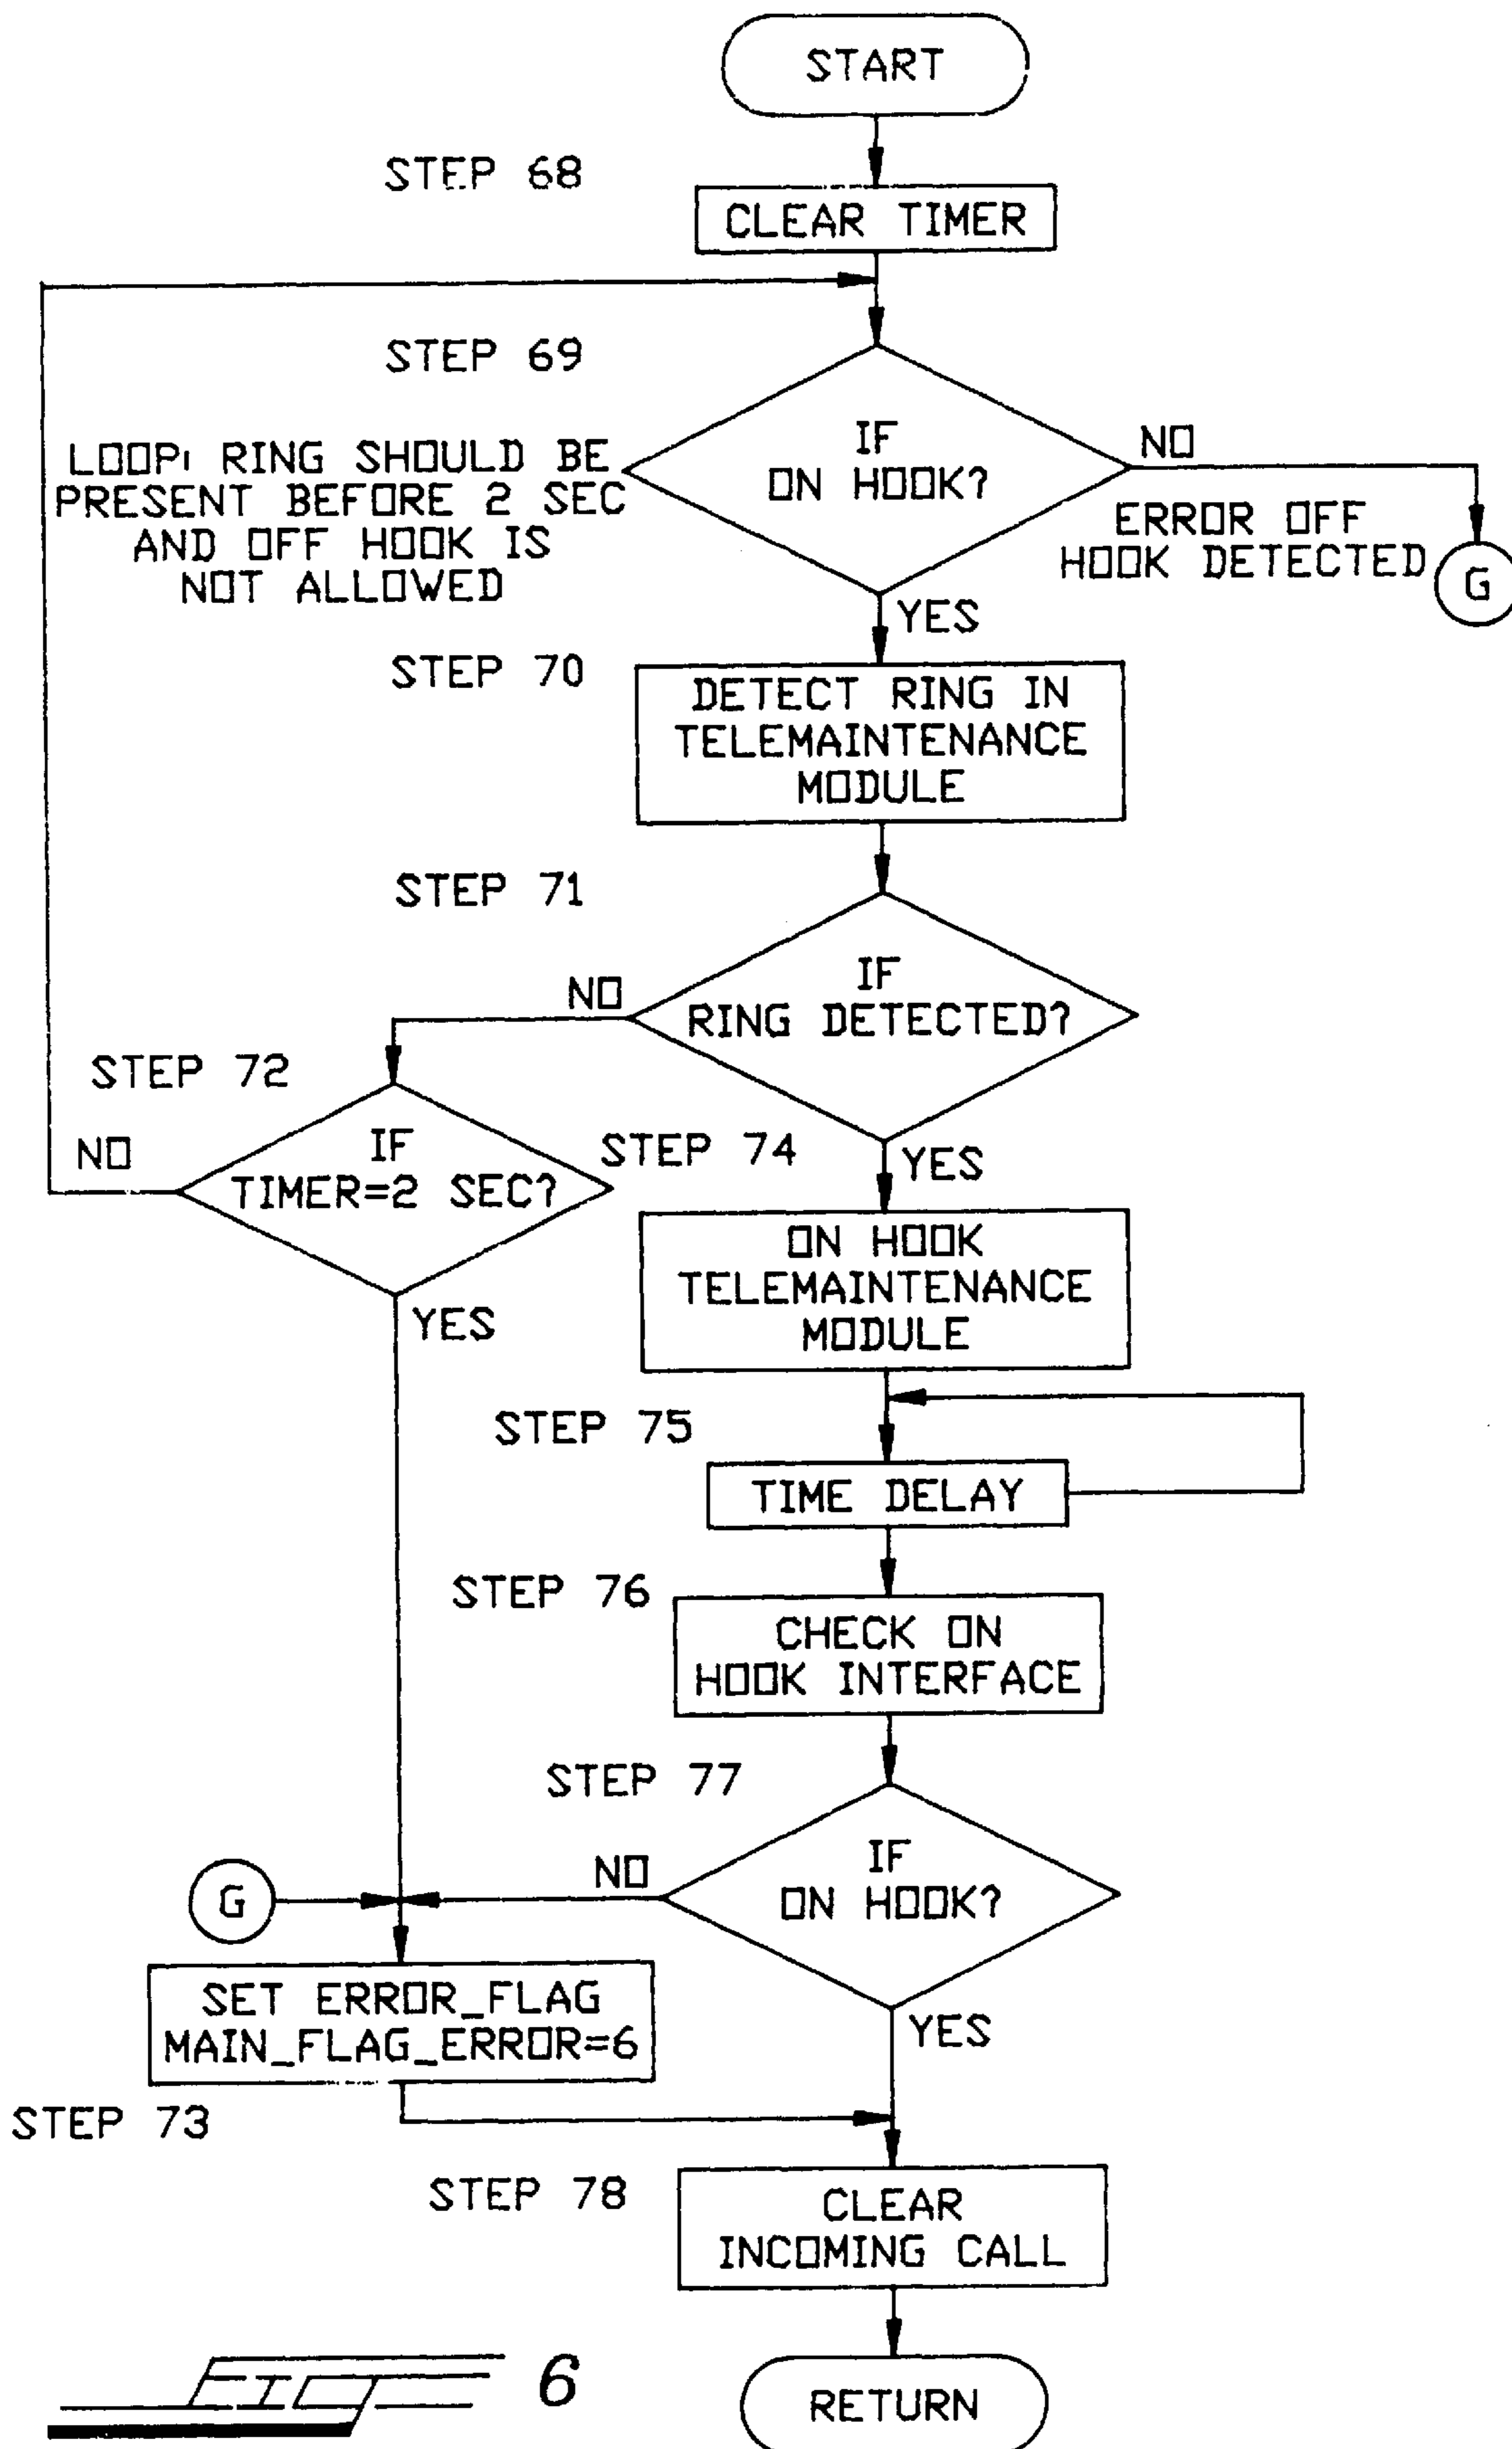 START
STEP 68
CLEAR TIMER
STEP 69
IF
ON HOOK?
NO
LOOP: RING SHOULD BE
PRESENT BEFORE 2 SEC
AND OFF HOOK IS
NOT ALLOWED
ERROR OFF
HOOK DETECTED
G
YES
STEP 70
DETECT RING IN
TELEMAINTENANCE
MODULE
STEP 71
IF
RING DETECTED?
NO
STEP 72
IF
TIMER=2 SEC?
NO
YES
STEP 74
YES
ON HOOK
TELEMAINTENANCE
MODULE
STEP 75
TIME DELAY
STEP 76
CHECK ON
HOOK INTERFACE
STEP 77
IF
ON HOOK?
NO
G
YES
SET ERROR_FLAG
MAIN_FLAG_ERROR=6
STEP 73
STEP 78
CLEAR
INCOMING CALL
RETURN
FIG 6